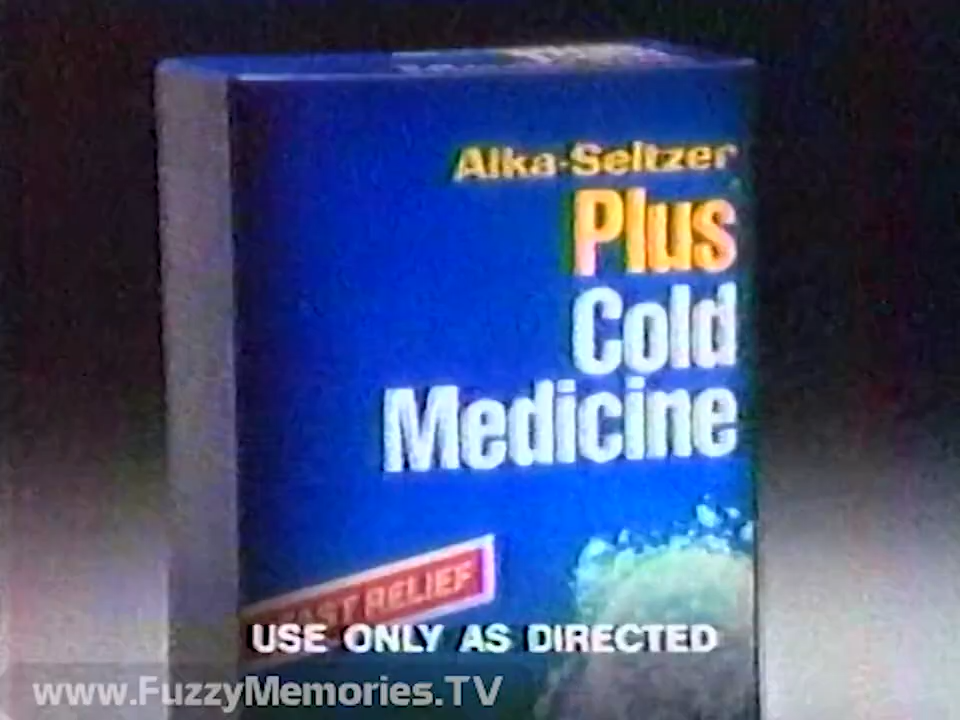 Alka-Seltzer
Plus
Cold
Medicine
FAST RELIEF
USE ONLY AS DIRECTED
www.FuzzyMemories.TV